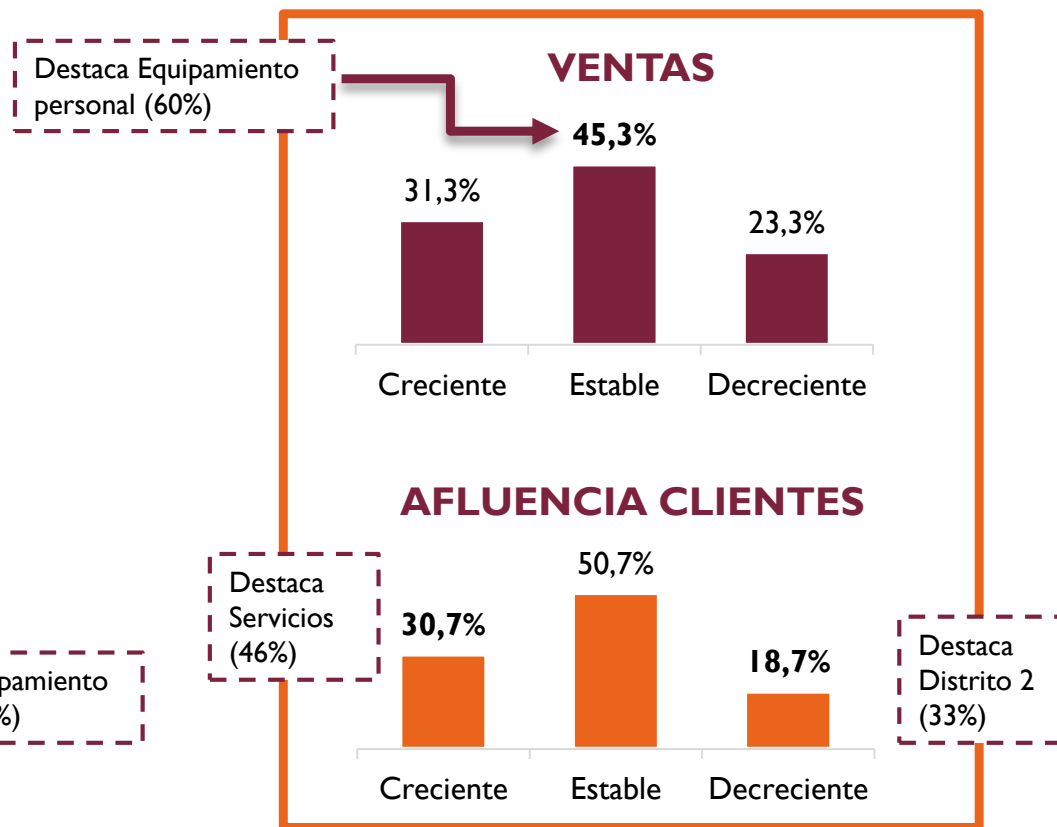 Destaca Equipamiento
personal (60%)
VENTAS
45,3%
31,3%
23,3%
Creciente Estable Decreciente
AFLUENCIA CLIENTES
Destaca
Servicios
(46%)
50,7%
30,7%
18,7%
Destaca
Distrito 2
(33%)
Creciente Estable Decreciente